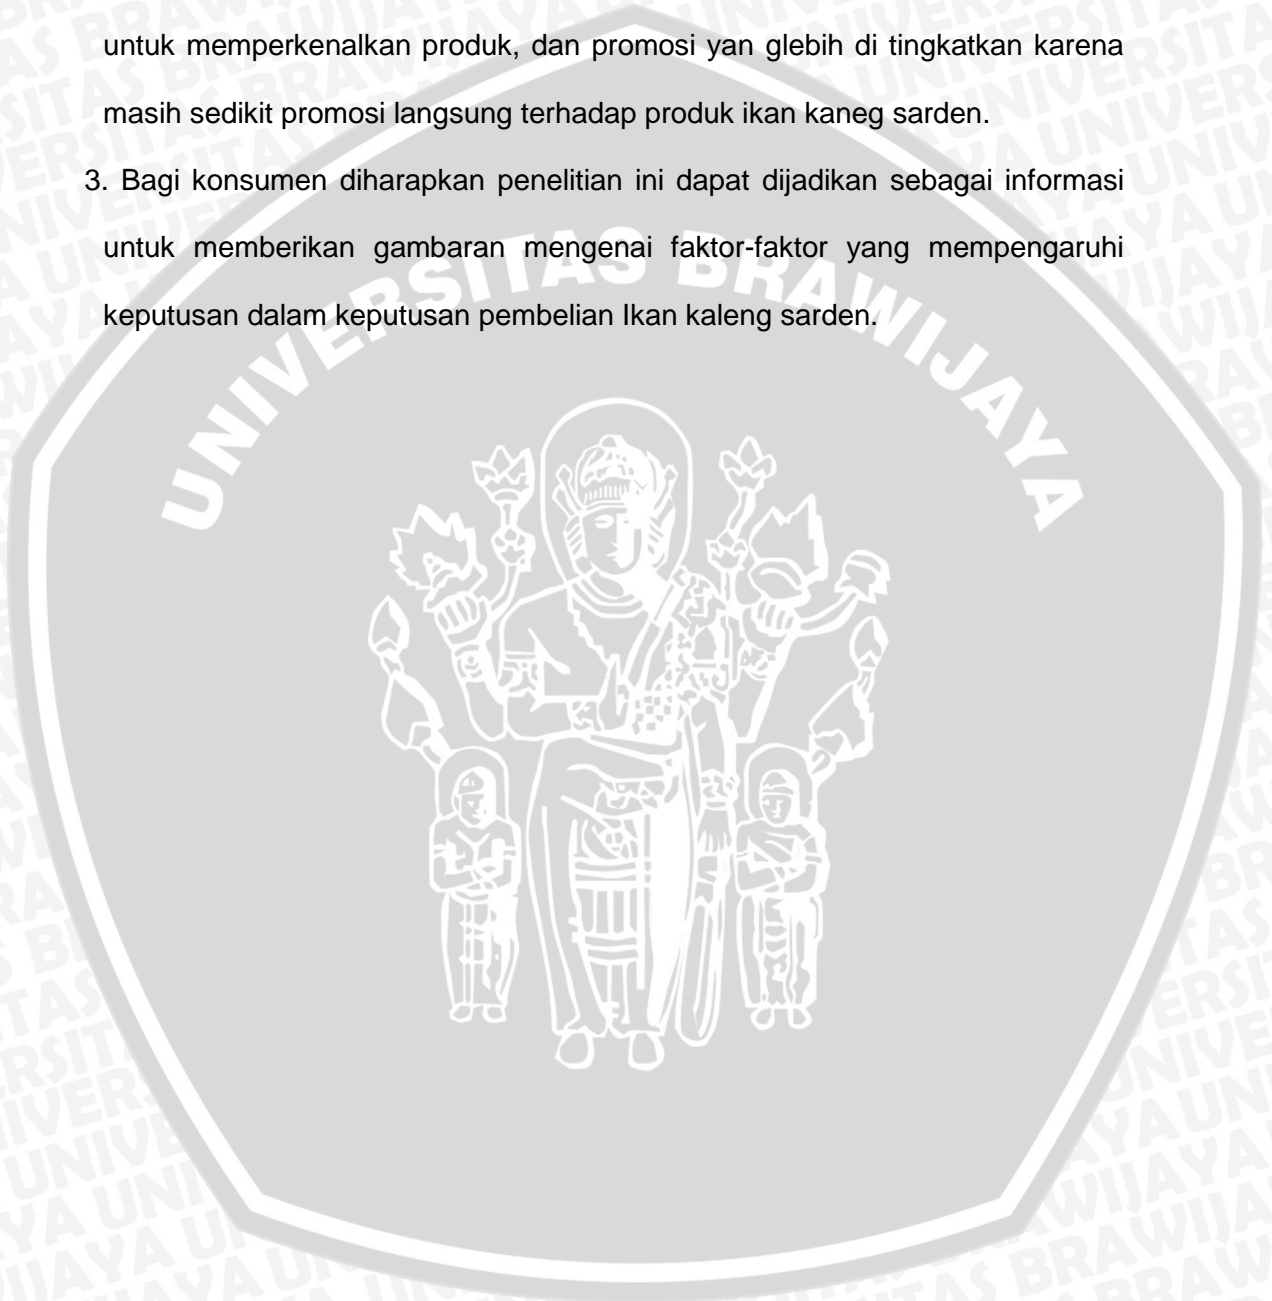 untuk memperkenalkan produk, dan promosi yan glebih di tingkatkan karena
masih sedikit promosi langsung terhadap produk ikan kaneg sarden.
3. Bagi konsumen diharapkan penelitian ini dapat dijadikan sebagai informasi
untuk memberikan gambaran mengenai faktor-faktor yang mempengaruhi
keputusan dalam keputusan pembelian Ikan kaleng sarden.
UNIVERSITAS BRAWIJAYA